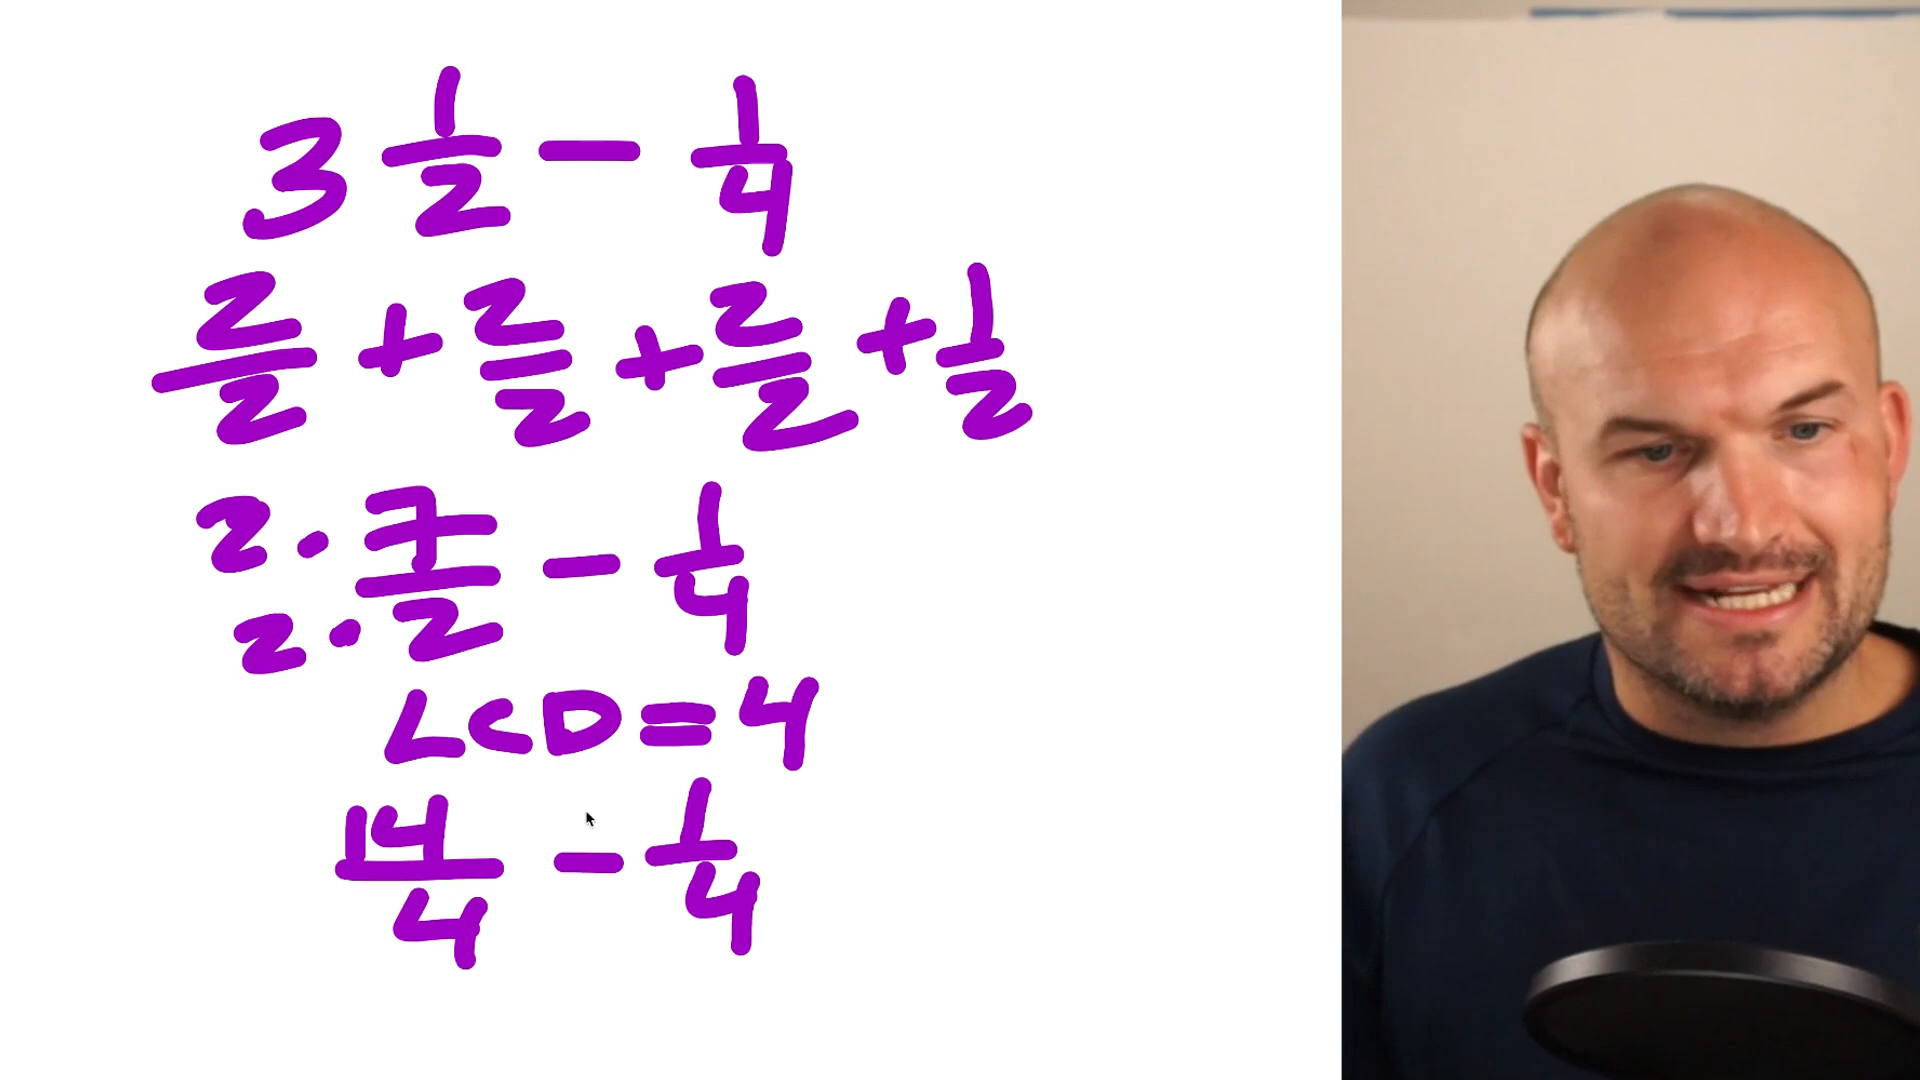 3 1/2 - 1/4
2/2 + 2/2 + 2/2 + 1/2
2 · 7/2 · 2 - 1/4
LCD = 4
14/4 - 1/4